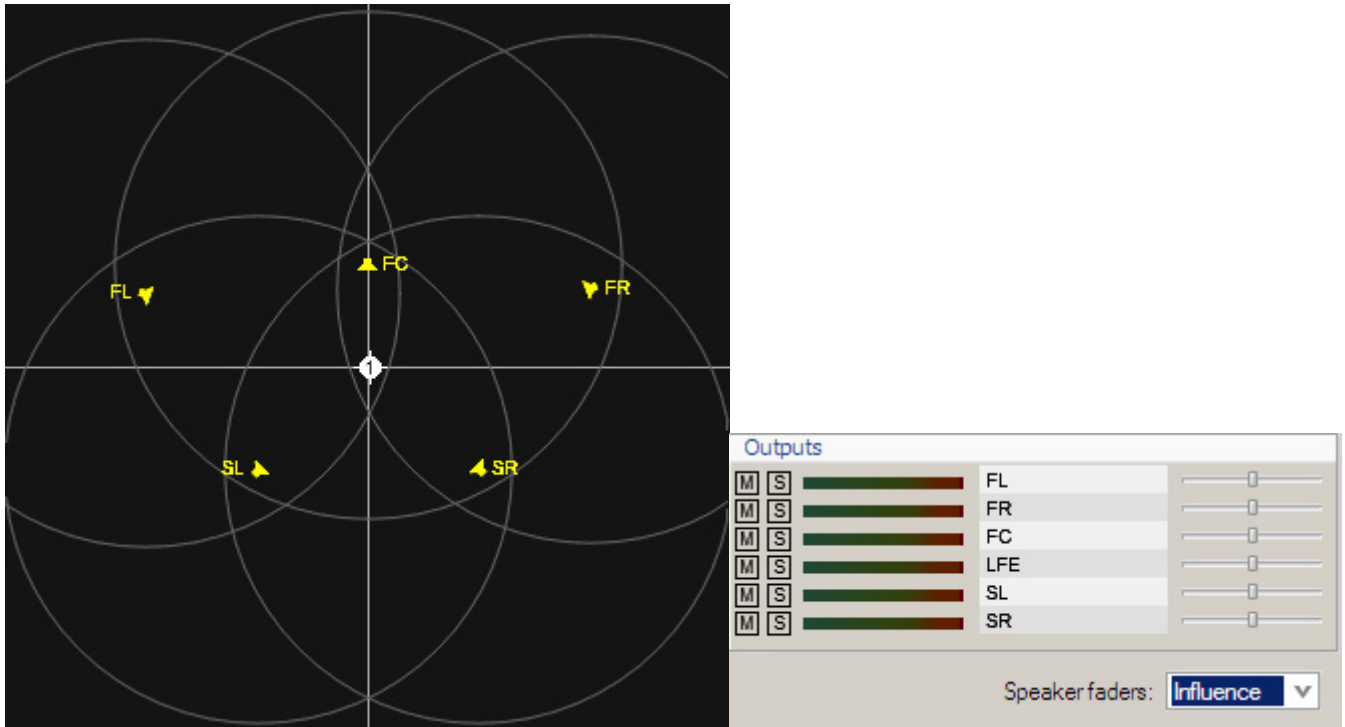 FC
FL
FR
1
SL
SR
Outputs
M S FL
M S FR
M S FC
M S LFE
M S SL
M S SR
Speaker faders: Influence